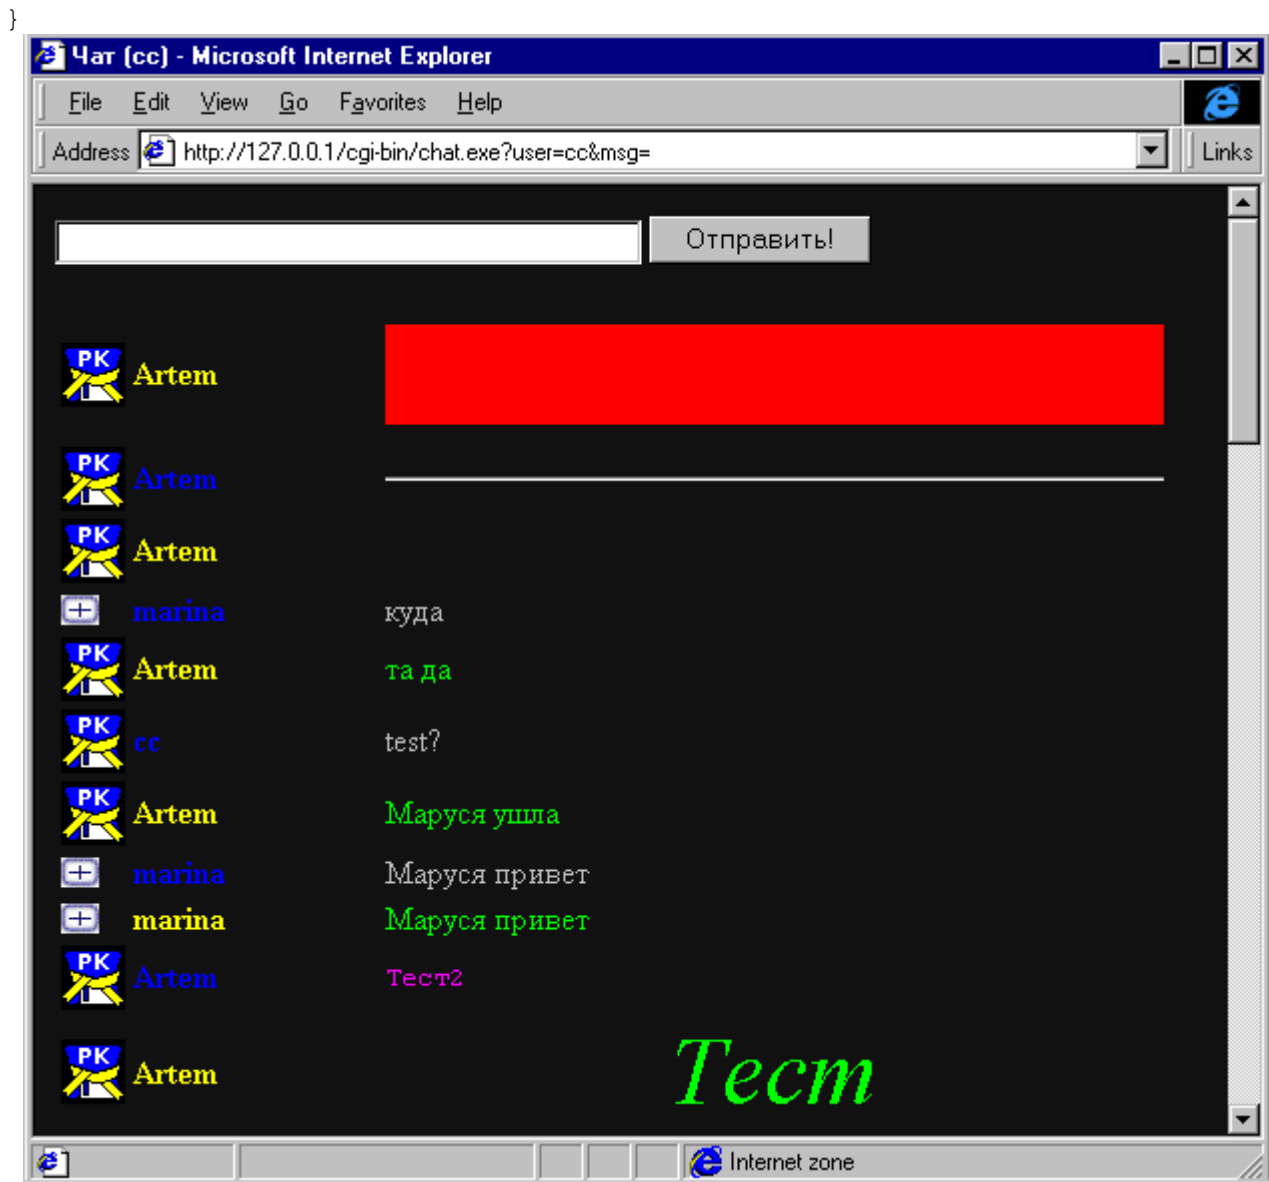 }
Чат (cc) - Microsoft Internet Explorer
File Edit View Go Favorites Help
Address http://127.0.0.1/cgi-bin/chat.exe?user=cc&msg= Links
Отправить!
PK Artem
PK Artem
PK Artem
marina куда
PK Artem та да
PK cc test?
PK Artem Маруся ушла
marina Маруся привет
marina Маруся привет
PK Artem Тест2
PK Artem Тест
Internet zone